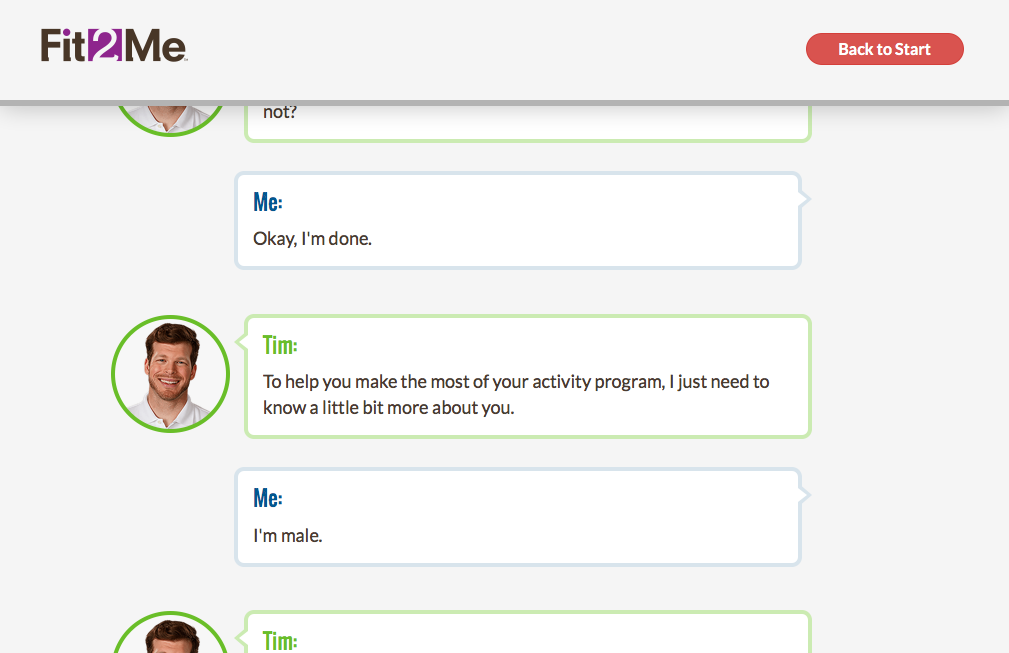 Fit2Me
Back to Start
not?
Me:
Okay, I'm done.
Tim:
To help you make the most of your activity program, I just need to
know a little bit more about you.
Me:
I'm male.
Tim: